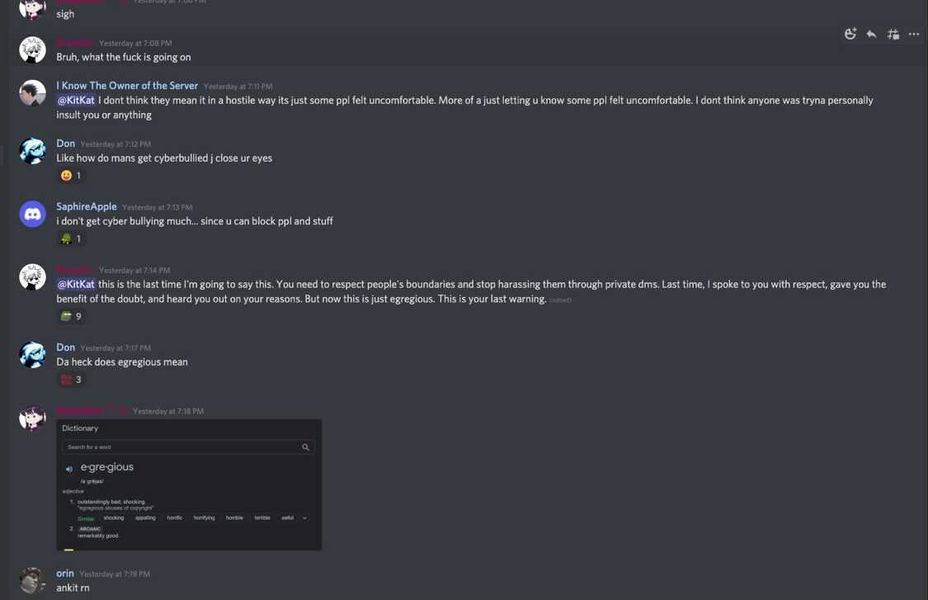 Yesterday at 7:00 PM
sigh
Yesterday at 7:08 PM
Bruh, what the fuck is going on
I Know The Owner of the Server Yesterday at 7:11 PM
@KitKat I dont think they mean it in a hostile way its just some ppl felt uncomfortable. More of a just letting u know some ppl felt uncomfortable. I dont think anyone was tryna personally
insult you or anything
Don Yesterday at 7:12 PM
Like how do mans get cyberbullied j close ur eyes
1
SaphireApple Yesterday at 7:13 PM
i don't get cyber bullying much... since u can block ppl and stuff
1
Yesterday at 7:14 PM
@KitKat this is the last time I'm going to say this. You need to respect people's boundaries and stop harassing them through private dms. Last time, I spoke to you with respect, gave you the
benefit of the doubt, and heard you out on your reasons. But now this is just egregious. This is your last warning. (edited)
9
Don Yesterday at 7:17 PM
Da heck does egregious mean
3
Yesterday at 7:18 PM
Dictionary
Search for a word
e·gre·gious
adjective
1. outstandingly bad; shocking.
"egregious abuses of copyright"
Similar: shocking appalling horrific horrifying horrible terrible awful
2. ARCHAIC
remarkably good.
orin Yesterday at 7:19 PM
ankit rn